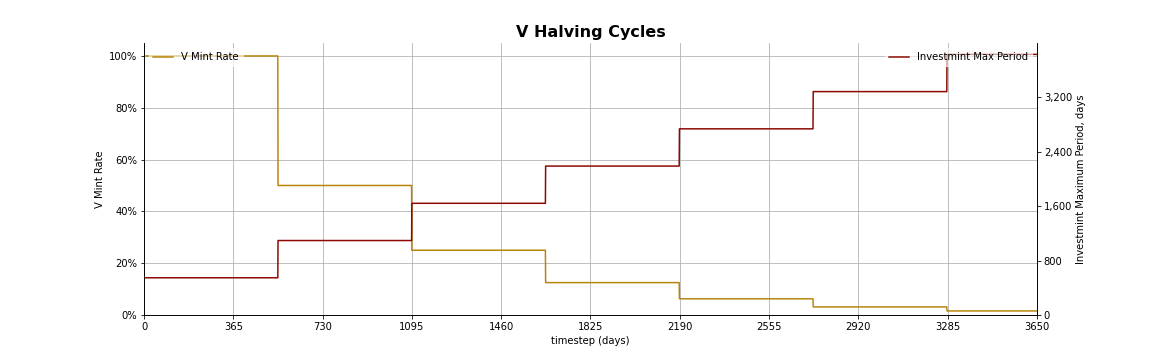 V Halving Cycles
V Mint Rate
Investmint Max Period
100%
80%
60%
40%
20%
0%
V Mint Rate
3,200
2,400
1,600
800
0
Investmint Maximum Period, days
0 365 730 1095 1460 1825 2190 2555 2920 3285 3650
timestep (days)